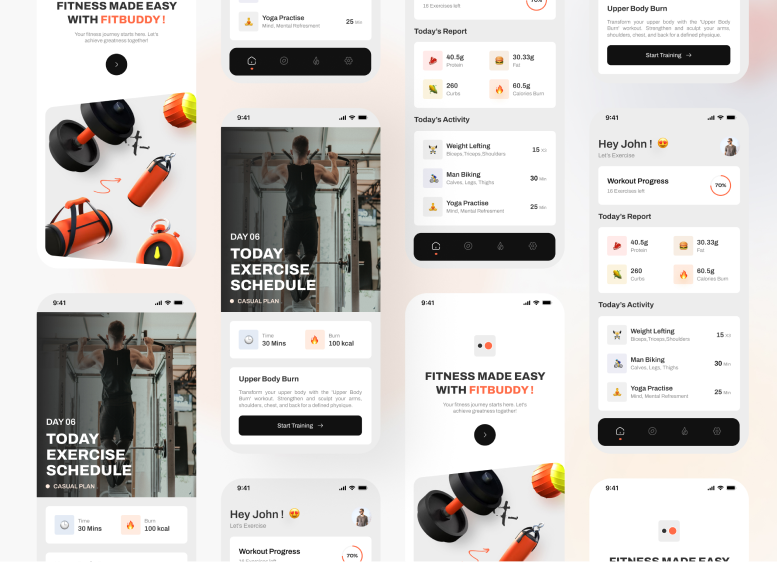 FITNESS MADE EASY
WITH FITBUDDY !
Your fitness journey starts here. Let's
achieve greatness together!
9:41
DAY 06
TODAY
EXERCISE
SCHEDULE
CASUAL PLAN
Time
30 Mins
Burn
100 kcal
Yoga Practise
Mind, Mental Refreement
25 Min
9:41
DAY 06
TODAY
EXERCISE
SCHEDULE
CASUAL PLAN
Time
30 Mins
Burn
100 kcal
Upper Body Burn
Transform your upper body with the 'Upper Body
Burn' workout. Strengthen and sculpt your arms,
shoulders, chest, and back for a defined physique.
Start Training
9:41
Hey John !
Let's Exercise
Workout Progress
16 Exercises left
70%
16 Exercises left
70%
Today's Report
40.5g
Protein
30.33g
Fat
260
Curbs
60.5g
Calories Burn
Today's Activity
Weight Lefting
Biceps,Triceps,Shoulders
15 Kg
Man Biking
Calves, Legs, Thighs
30 Min
Yoga Practise
Mind, Mental Refreement
25 Min
9:41
FITNESS MADE EASY
WITH FITBUDDY !
Your fitness journey starts here. Let's
achieve greatness together!
Upper Body Burn
Transform your upper body with the 'Upper Body
Burn' workout. Strengthen and sculpt your arms,
shoulders, chest, and back for a defined physique.
Start Training
9:41
Hey John !
Let's Exercise
Workout Progress
16 Exercises left
70%
Today's Report
40.5g
Protein
30.33g
Fat
260
Curbs
60.5g
Calories Burn
Today's Activity
Weight Lefting
Biceps,Triceps,Shoulders
15 Kg
Man Biking
Calves, Legs, Thighs
30 Min
Yoga Practise
Mind, Mental Refreement
25 Min
9:41
FITNESS MADE EASY